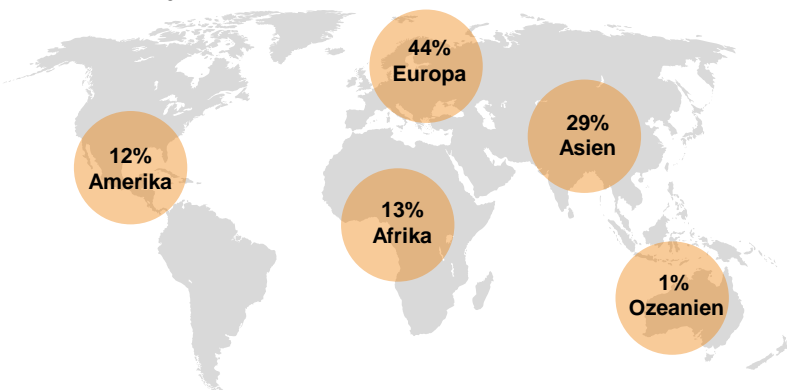 44%
Europa
29%
Asien
12%
Amerika
13%
Afrika
1%
Ozeanien